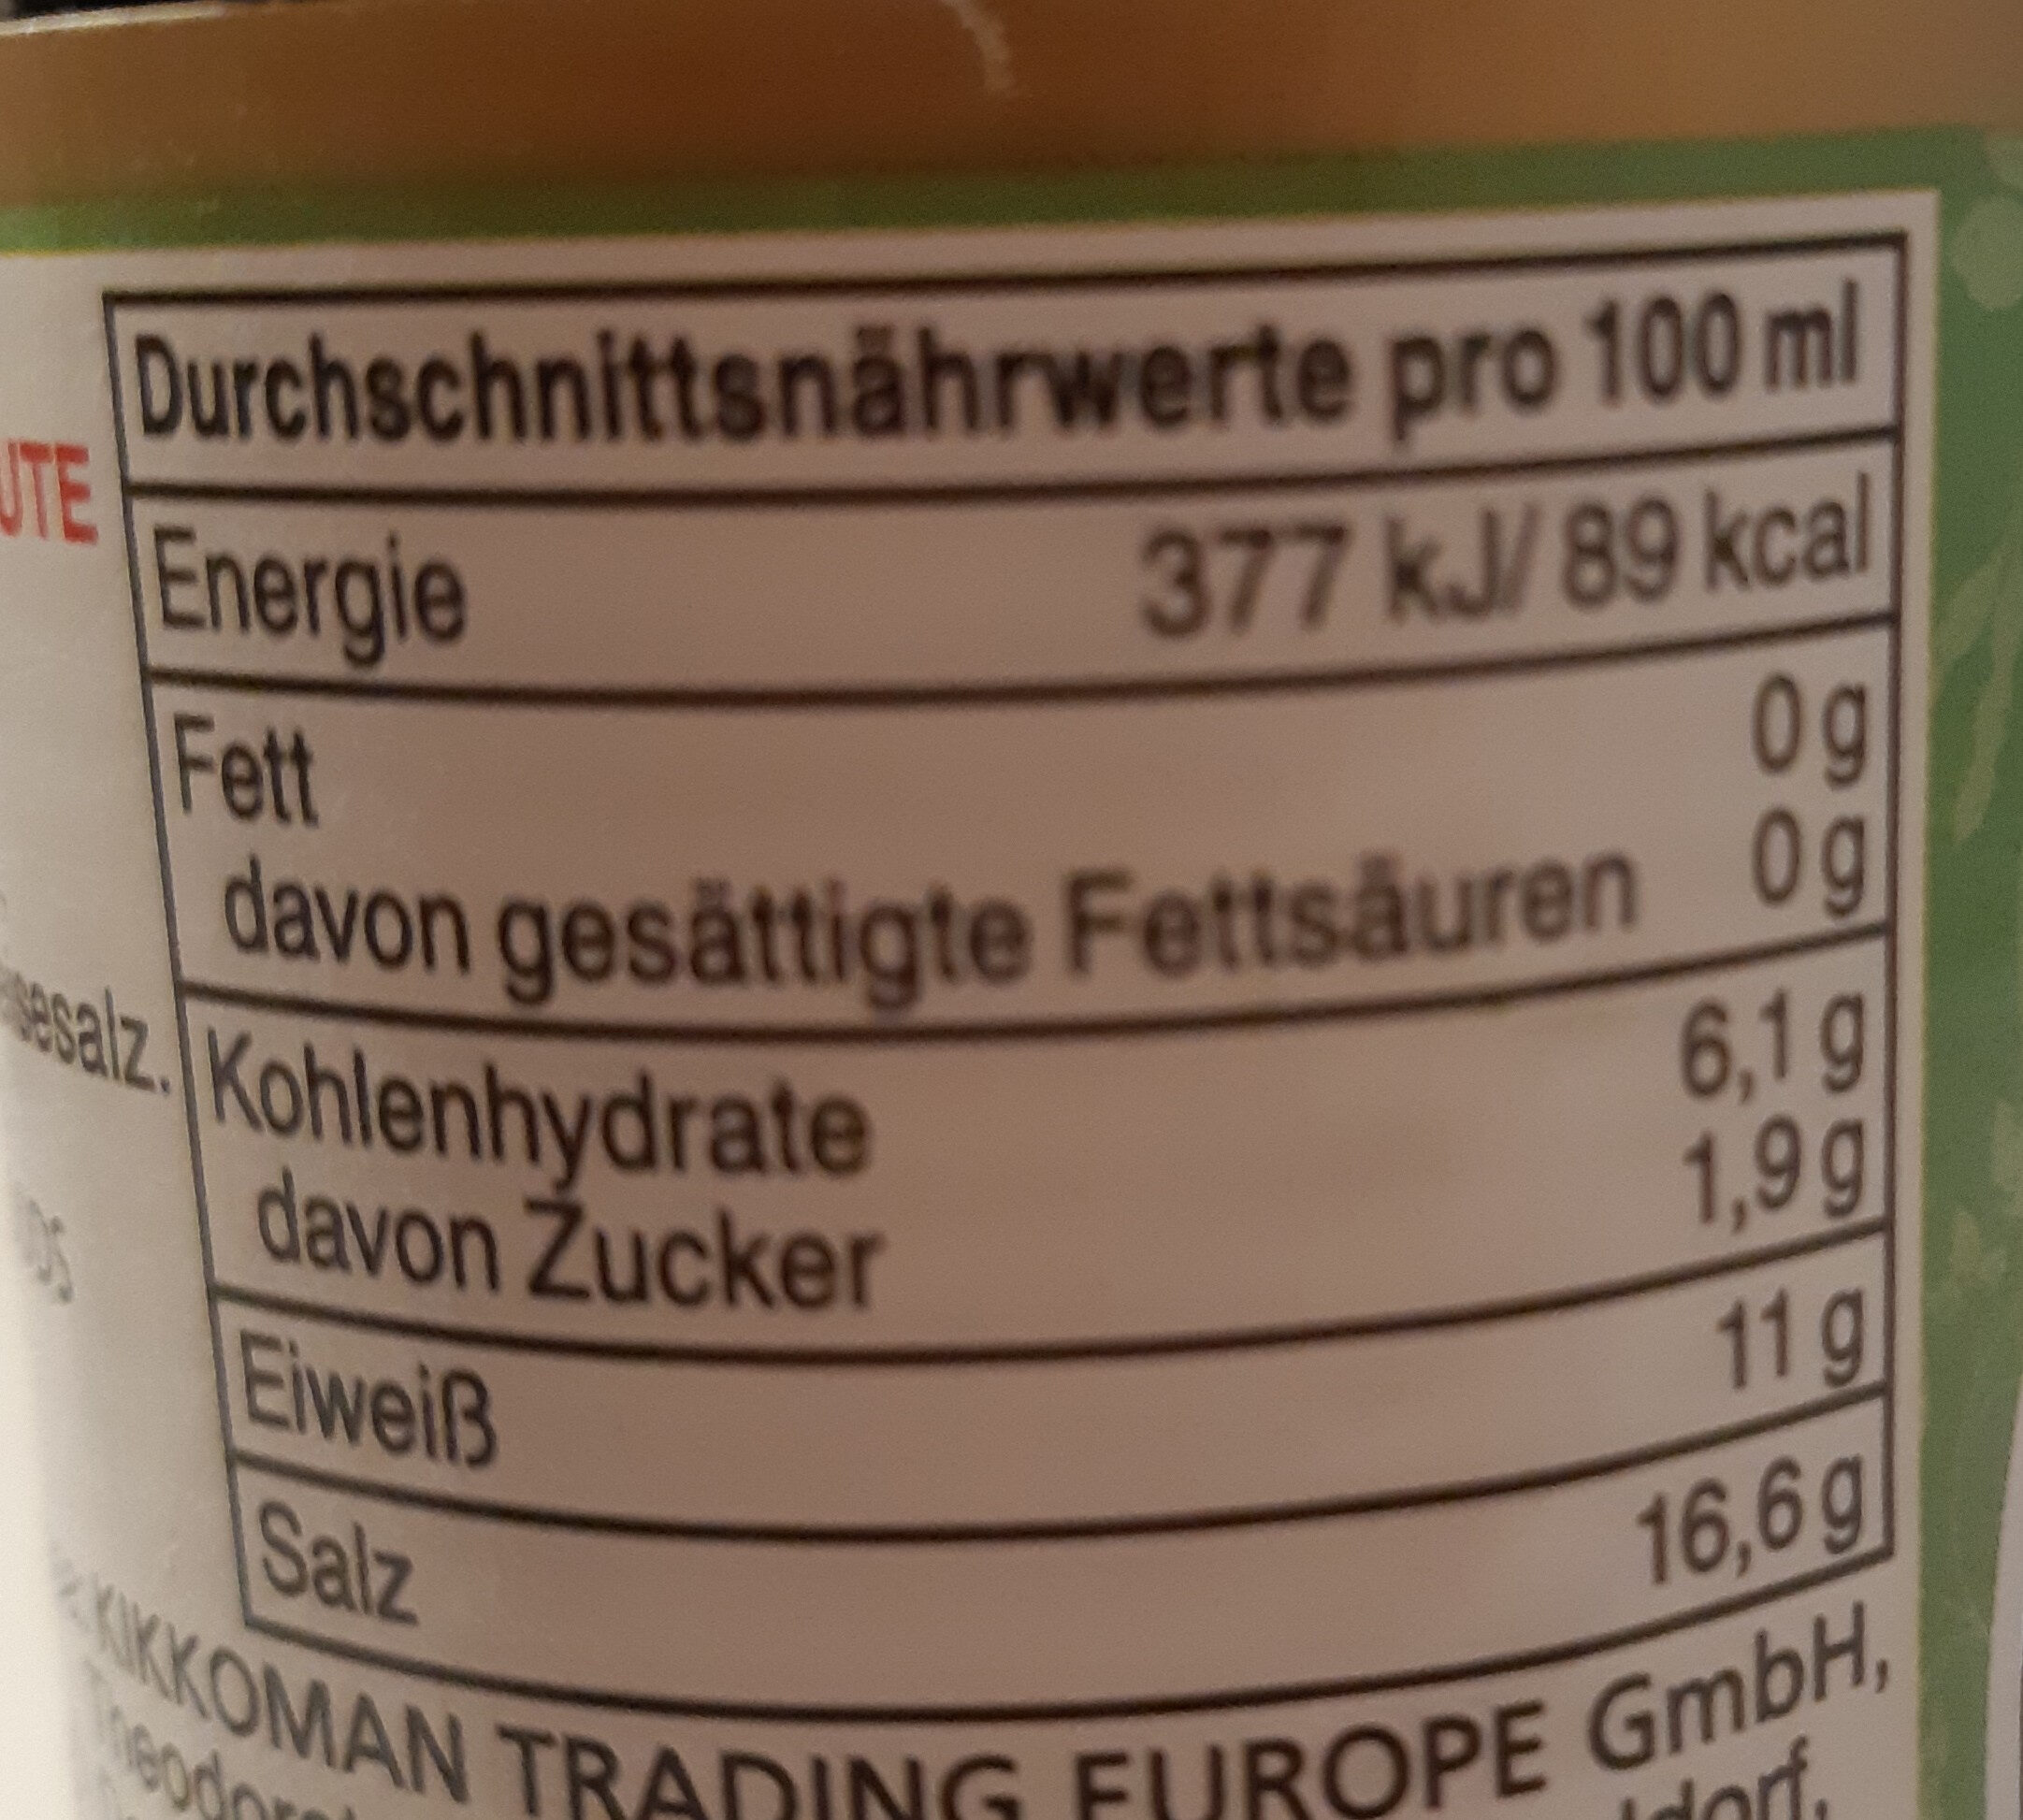 UTE
Durchschnittsnährwerte pro 100 ml
Energie 377 kJ/ 89 kcal
Fett 0 g
davon gesättigte Fettsäuren 0 g
Kohlenhydrate 6,1 g
davon Zucker 1,9 g
Eiweiß 11 g
Salz 16,6 g
KIKKOMAN TRADING EUROPE GmbH,